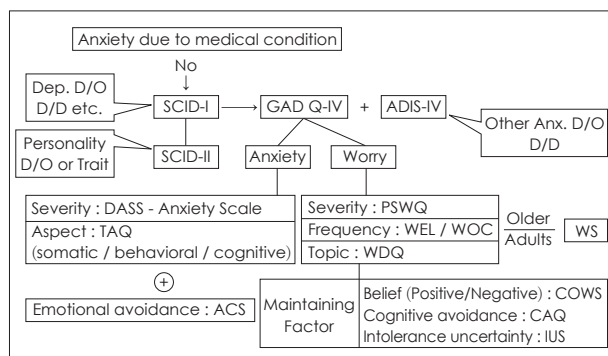 Anxiety due to medical condition
No
Dep. D/O
D/D etc.
SCID-I
GAD Q-IV + ADIS-IV
Other Anx. D/O
D/D
Personality
D/O or Trait
SCID-II
Anxiety
Worry
Severity : DASS - Anxiety Scale
Aspect : TAQ
(somatic / behavioral / cognitive)
+
Emotional avoidance : ACS
Severity : PSWQ
Frequency : WEL / WOC
Topic : WDQ
Older
Adults
WS
Maintaining
Factor
Belief (Positive/Negative) : COWS
Cognitive avoidance : CAQ
Intolerance uncertainty : IUS